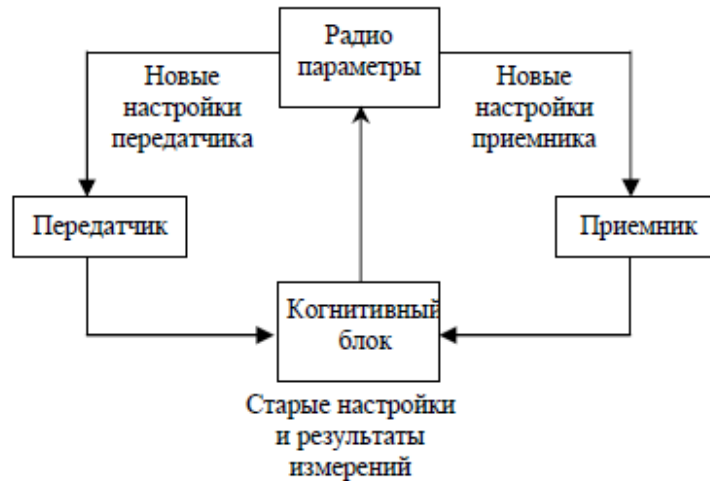 Радио
параметры
Новые
настройки
передатчика
Новые
настройки
приемника
Передатчик
Приемник
Когнитивный
блок
Старые настройки
и результаты
измерений